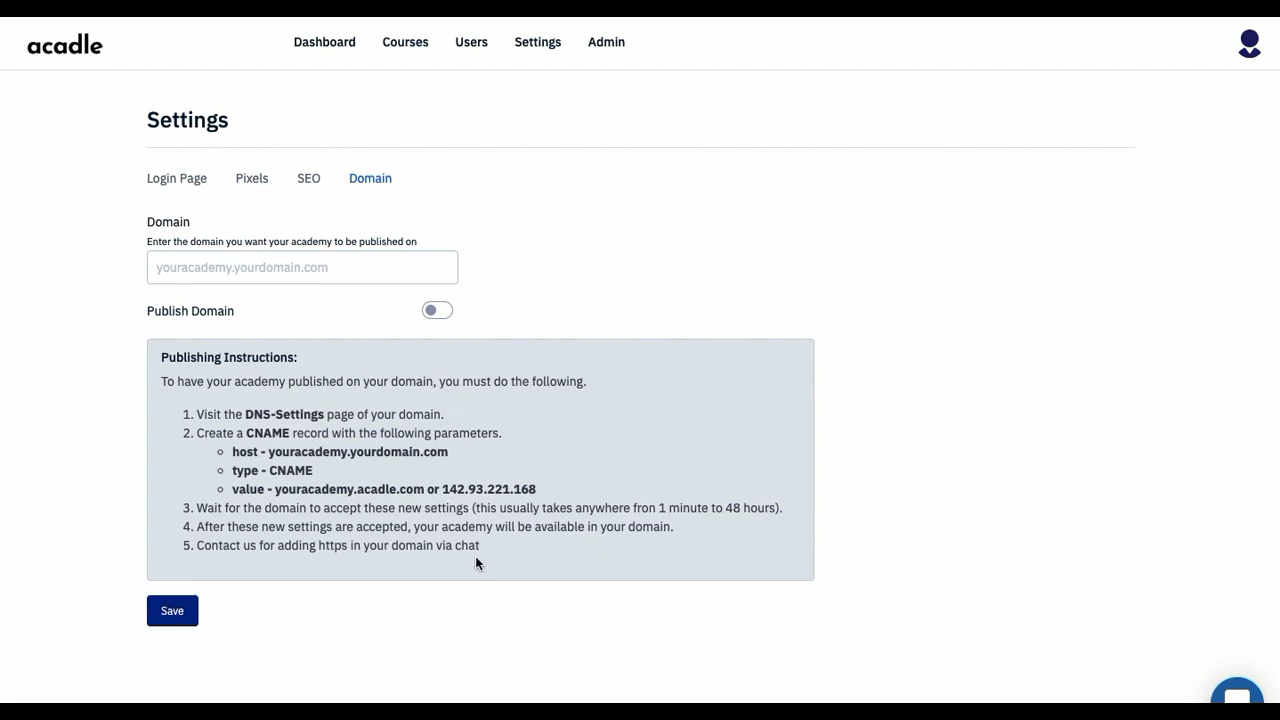 acadle
Dashboard Courses Users Settings Admin
Settings
Login Page Pixels SEO Domain
Domain
Enter the domain you want your academy to be published on
youracademy.yourdomain.com
Publish Domain
Publishing Instructions:
To have your academy published on your domain, you must do the following.
1. Visit the DNS-Settings page of your domain.
2. Create a CNAME record with the following parameters.
host - youracademy.yourdomain.com
type - CNAME
value - youracademy.acadle.com or 142.93.221.168
3. Wait for the domain to accept these new settings (this usually takes anywhere fron 1 minute to 48 hours).
4. After these new settings are accepted, your academy will be available in your domain.
5. Contact us for adding https in your domain via chat
Save